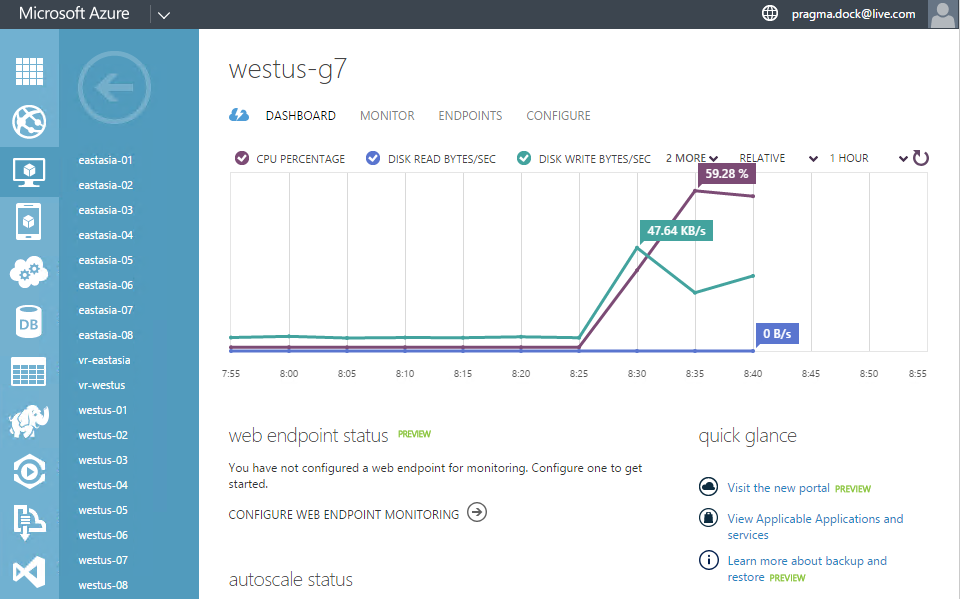 Microsoft Azure
pragma.dock@live.com
eastasia-01
eastasia-02
eastasia-03
eastasia-04
eastasia-05
eastasia-06
eastasia-07
eastasia-08
vr-eastasia
vr-westus
westus-01
westus-02
westus-03
westus-04
westus-05
westus-06
westus-07
westus-08
DB
westus-g7
DASHBOARD MONITOR ENDPOINTS CONFIGURE
CPU PERCENTAGE DISK READ BYTES/SEC DISK WRITE BYTES/SEC 2 MORE RELATIVE 1 HOUR
59.28 %
47.64 KB/s
0 B/s
7:55 8:00 8:05 8:10 8:15 8:20 8:25 8:30 8:35 8:40 8:45 8:50 8:55
web endpoint status PREVIEW
You have not configured a web endpoint for monitoring. Configure one to get
started.
CONFIGURE WEB ENDPOINT MONITORING
autoscale status
quick glance
Visit the new portal PREVIEW
View Applicable Applications and
services
Learn more about backup and
restore PREVIEW